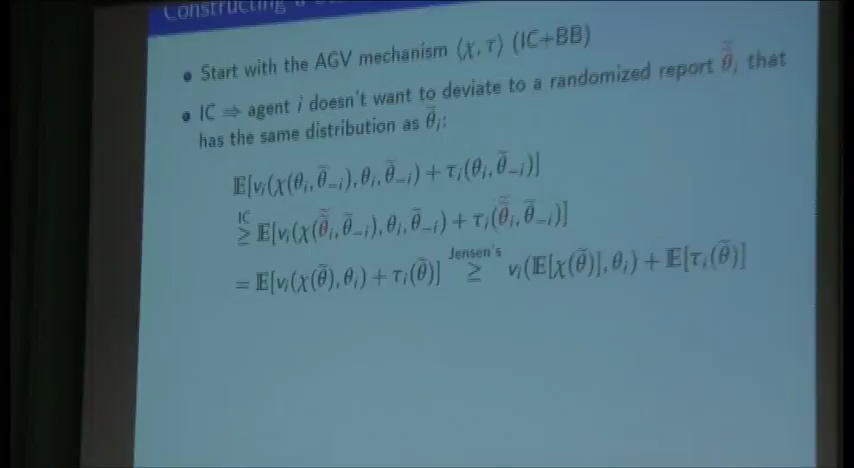 Constructing a
• Start with the AGV mechanism ⟨χ, τ⟩ (IC+BB)
• IC ⇒ agent i doesn't want to deviate to a randomized report θ̃̃ᵢ that
has the same distribution as θ̃ᵢ:
𝔼[vᵢ(χ(θᵢ, θ̃₋ᵢ), θᵢ, θ̃₋ᵢ) + τᵢ(θᵢ, θ̃₋ᵢ)]
IC
≥ 𝔼[vᵢ(χ(θ̃̃ᵢ, θ̃₋ᵢ), θᵢ, θ̃₋ᵢ) + τᵢ(θ̃̃ᵢ, θ̃₋ᵢ)]
Jensen's
= 𝔼[vᵢ(χ(θ̃), θᵢ) + τᵢ(θ̃)] ≥ vᵢ(𝔼[χ(θ̃)], θᵢ) + 𝔼[τᵢ(θ̃)]